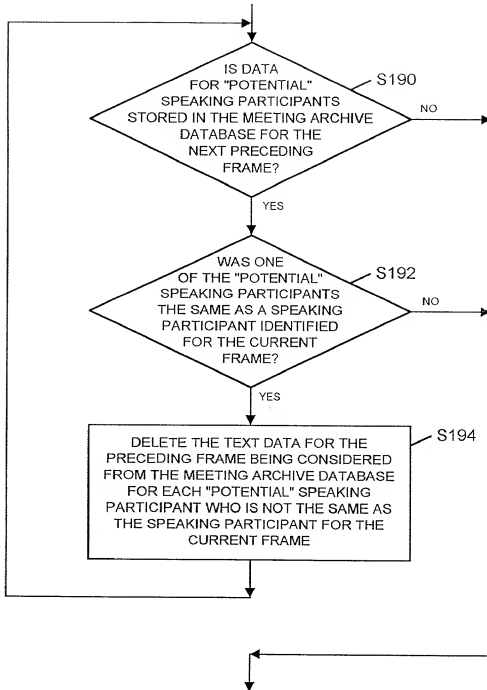 IS DATA
FOR "POTENTIAL"
SPEAKING PARTICIPANTS
STORED IN THE MEETING ARCHIVE
DATABASE FOR THE
NEXT PRECEDING
FRAME?
S190
NO
YES
WAS ONE
OF THE "POTENTIAL"
SPEAKING PARTICIPANTS
THE SAME AS A SPEAKING
PARTICIPANT IDENTIFIED
FOR THE CURRENT
FRAME?
S192
NO
YES
S194
DELETE THE TEXT DATA FOR THE
PRECEDING FRAME BEING CONSIDERED
FROM THE MEETING ARCHIVE DATABASE
FOR EACH "POTENTIAL" SPEAKING
PARTICIPANT WHO IS NOT THE SAME AS
THE SPEAKING PARTICIPANT FOR THE
CURRENT FRAME